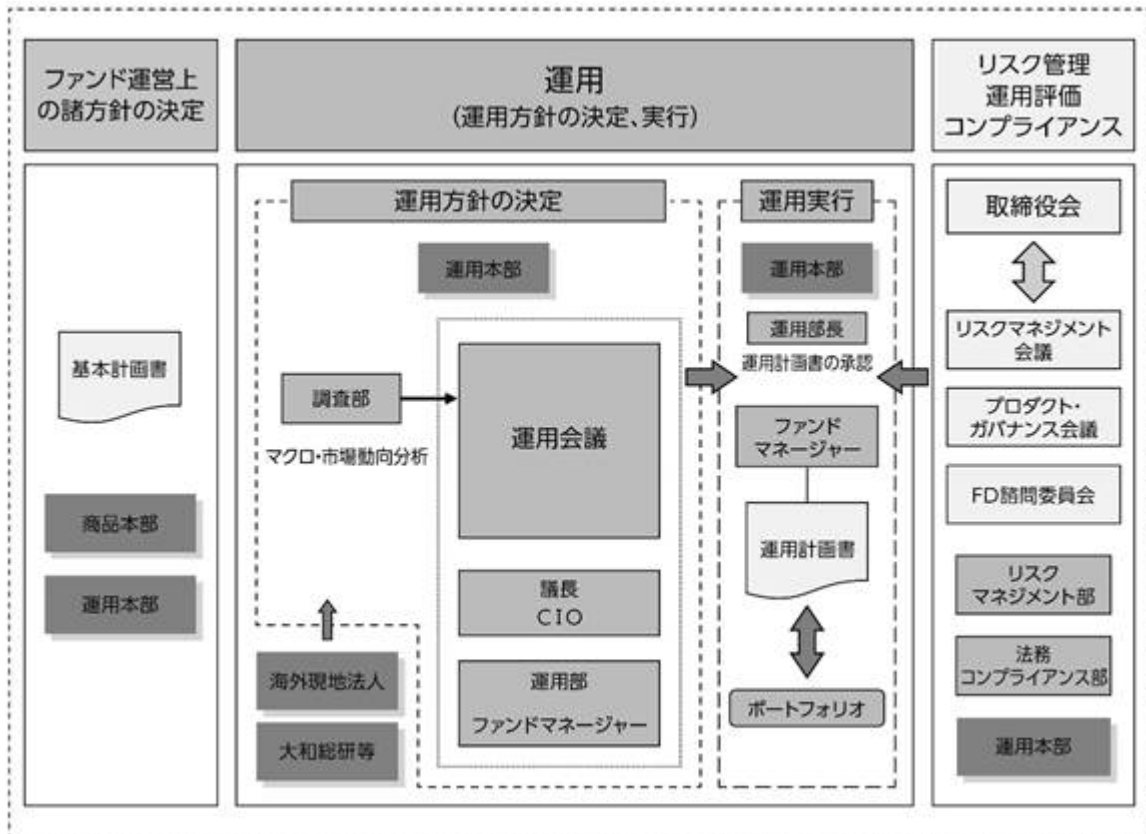 ファンド運営上
の諸方針の決定
運用
(運用方針の決定、実行)
リスク管理
運用評価
コンプライアンス
基本計画書
商品本部
運用本部
運用方針の決定
運用本部
調査部
マクロ・市場動向分析
運用会議
議長
CIO
運用部
ファンドマネージャー
海外現地法人
大和総研等
運用実行
運用本部
運用部長
運用計画書の承認
ファンド
マネージャー
運用計画書
ポートフォリオ
取締役会
リスクマネジメント
会議
プロダクト・
ガバナンス会議
FD諮問委員会
リスク
マネジメント部
法務
コンプライアンス部
運用本部